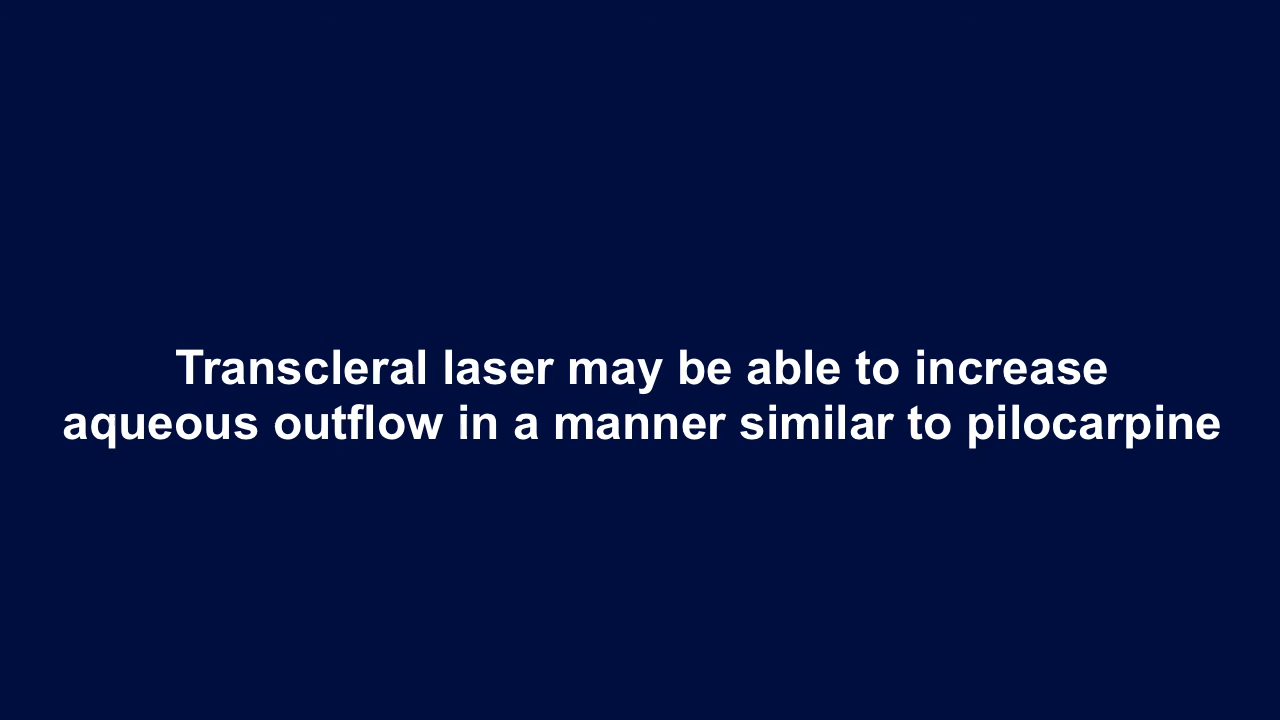 Transcleral laser may be able to increase
aqueous outflow in a manner similar to pilocarpine